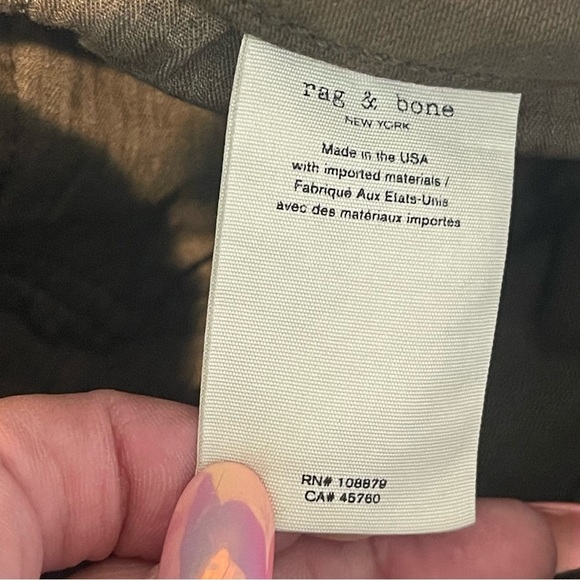 rag & bone
NEW YORK
Made in the USA
with imported materials /
Fabriqué Aux Etats-Unis
avec des matériaux importés
RN# 108879
CA# 45760